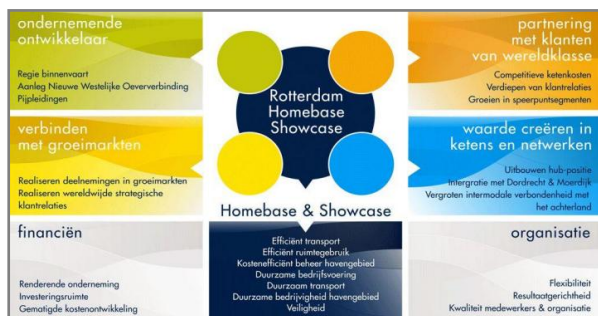 ondernemende
ontwikkelaar
Regie binnenvaart
Aanleg Nieuwe Westelijke Oeververbinding
Pijpleidingen
partnering
met klanten
van wereldklasse
Competitieve ketenkosten
Verdiepen van klantrelaties
Groeien in speerpuntsegmenten
Rotterdam
Homebase
Showcase
verbinden
met groeimarkten
Realiseren deelnemingen in groeimarkten
Realiseren wereldwijde strategische
klantrelaties
waarde creëren in
ketens en netwerken
Uitbouwen hub-positie
Intergratie met Dordrecht & Moerdijk
Vergroten intermodale verbondenheid met
het achterland
Homebase & Showcase
Efficiënt transport
Efficiënt ruimtegebruik
Kostenefficiënt beheer havengebied
Duurzame bedrijfsvoering
Duurzaam transport
Duurzame bedrijvigheid havengebied
Veiligheid
financiën
Renderende onderneming
Investeringsruimte
Gematigde kostenontwikkeling
organisatie
Flexibiliteit
Resultaatgerichtheid
Kwaliteit medewerkers & organisatie